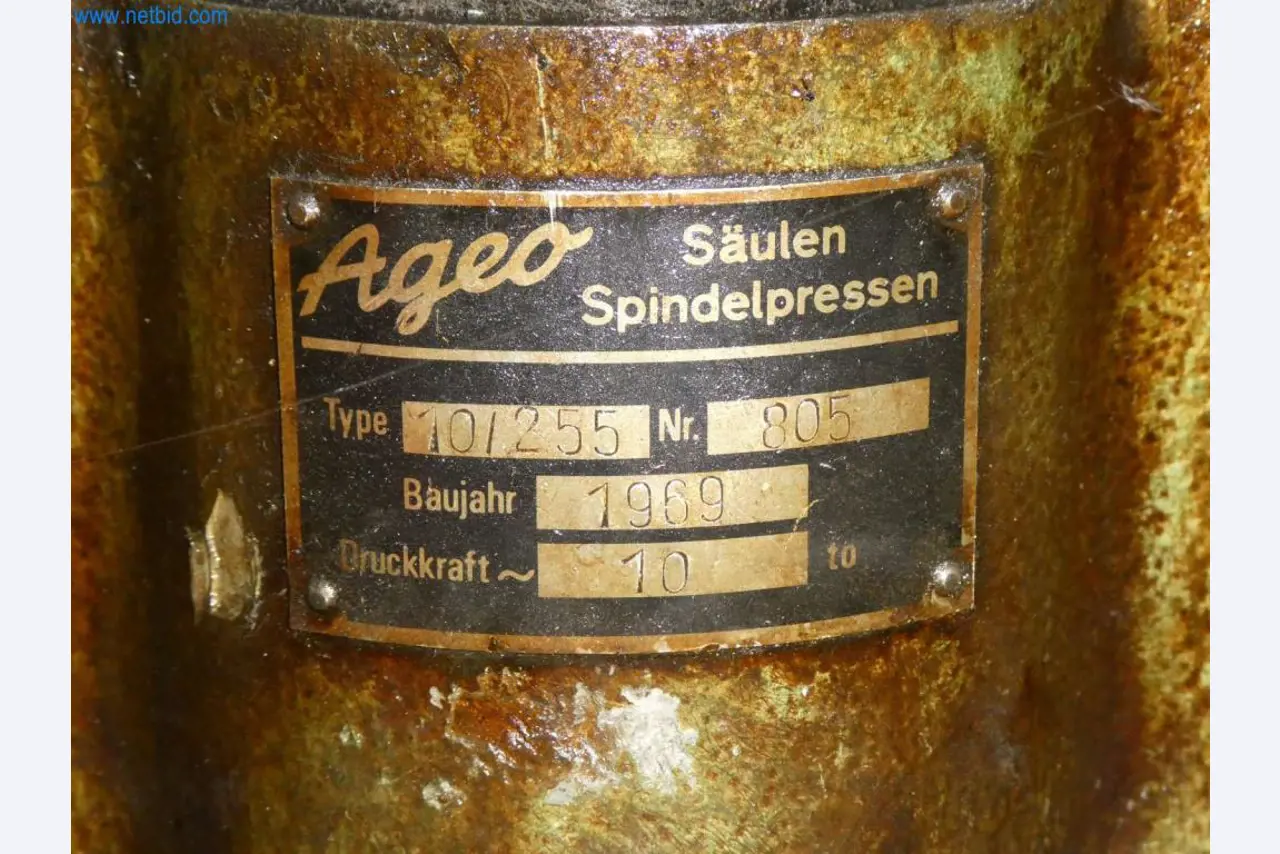 www.netbid.com
Ageo
Säulen
Spindelpressen
Type 10/255 Nr. 805
Baujahr 1969
Druckkraft ~ 10 to